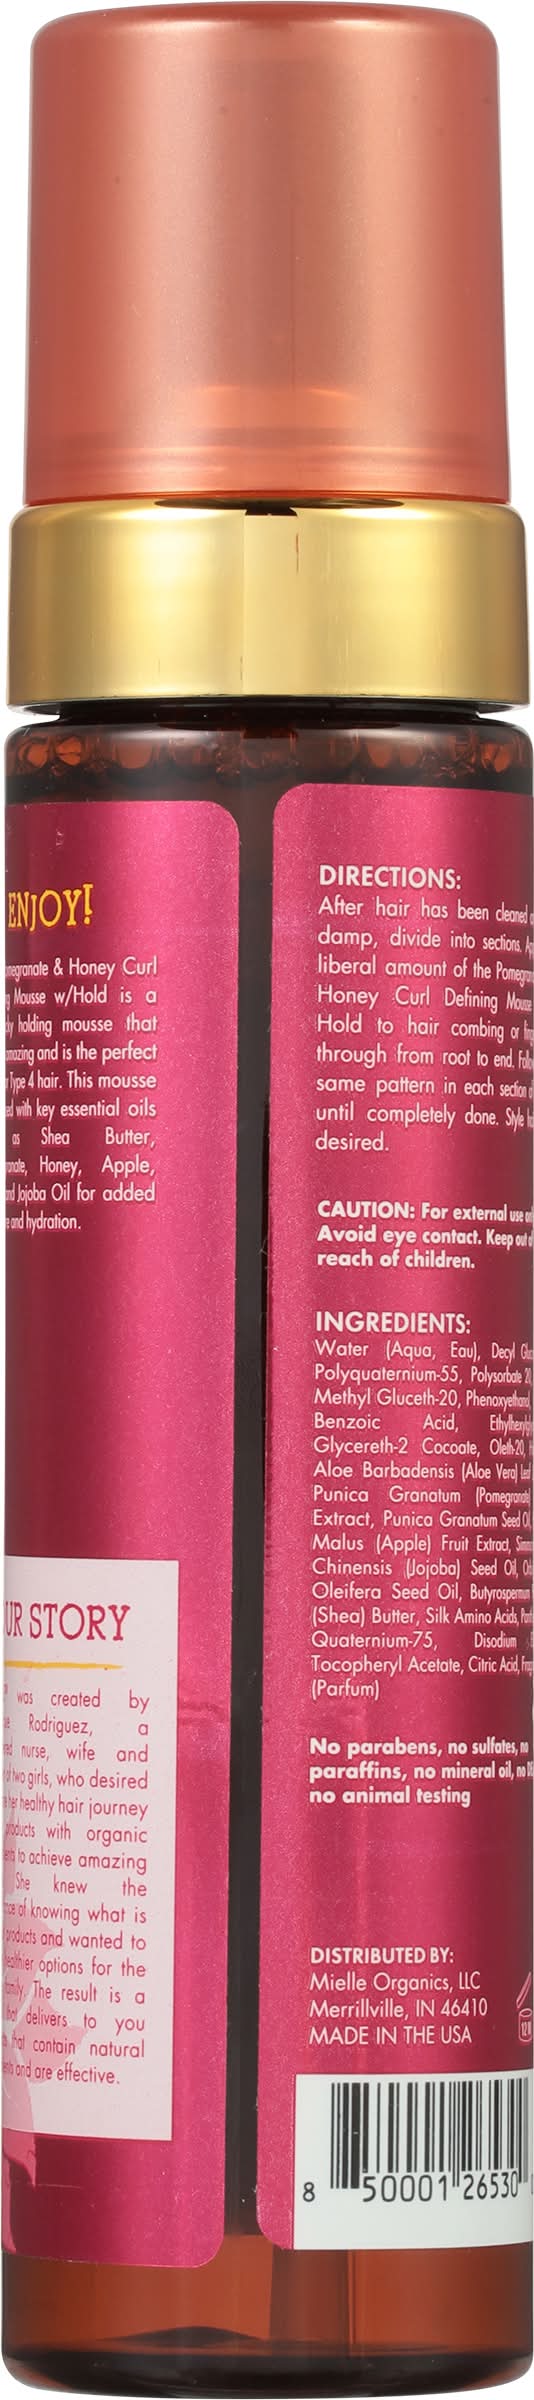 ENJOY!
& Honey Curl
Mousse w/Hold is a
holding mousse that
amazing and is the perfect
Type 4 hair. This mousse
with key essential oils
as Shea Butter,
Honey, Apple,
and Jojoba Oil for added
and hydration.
STORY
was created by
Rodriguez, a
nurse, wife and
of two girls, who desired
her healthy hair journey
products with organic
to achieve amazing
She knew the
of knowing what is
products and wanted to
healthier options for the
family. The result is a
that delivers to you
that contain natural
and are effective.
DIRECTIONS:
After hair has been cleaned
damp, divide into sections.
liberal amount of the
Honey Curl Defining Mousse
Hold to hair combing or
through from root to end.
same pattern in each section
until completely done. Style
desired.
CAUTION: For external use
Avoid eye contact. Keep out of
reach of children.
INGREDIENTS:
Water (Aqua, Eau), Decyl
Polyquaternium-55, Polysorbate 20,
Methyl Gluceth-20, Phenoxyethanol,
Benzoic Acid,
Glycereth-2 Cocoate, Oleth-20,
Aloe Barbadensis (Aloe Vera) Leaf
Punica Granatum (Pomegranate)
Extract, Punica Granatum Seed Oil,
Malus (Apple) Fruit Extract,
Chinensis (Jojoba) Seed Oil,
Oleifera Seed Oil, Butyrospermum
(Shea) Butter, Silk Amino Acids,
Quaternium-75, Disodium
Tocopheryl Acetate, Citric Acid,
(Parfum)
No parabens, no sulfates, no
paraffins, no mineral oil, no
no animal testing
DISTRIBUTED BY:
Mielle Organics, LLC
Merrillville, IN 46410
MADE IN THE USA
8 50001 26530